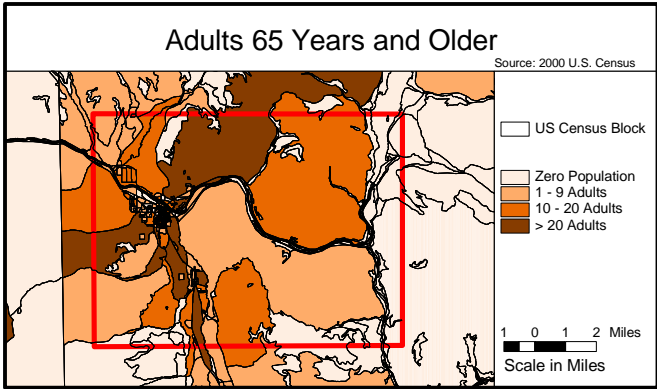 Adults 65 Years and Older
Source: 2000 U.S. Census
US Census Block
Zero Population
1 - 9 Adults
10 - 20 Adults
> 20 Adults
1 0 1 2 Miles
Scale in Miles